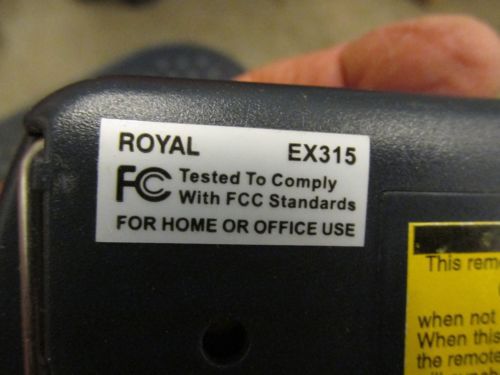 ROYAL EX315
FC Tested To Comply
With FCC Standards
FOR HOME OR OFFICE USE
This
when not
When this
the remote